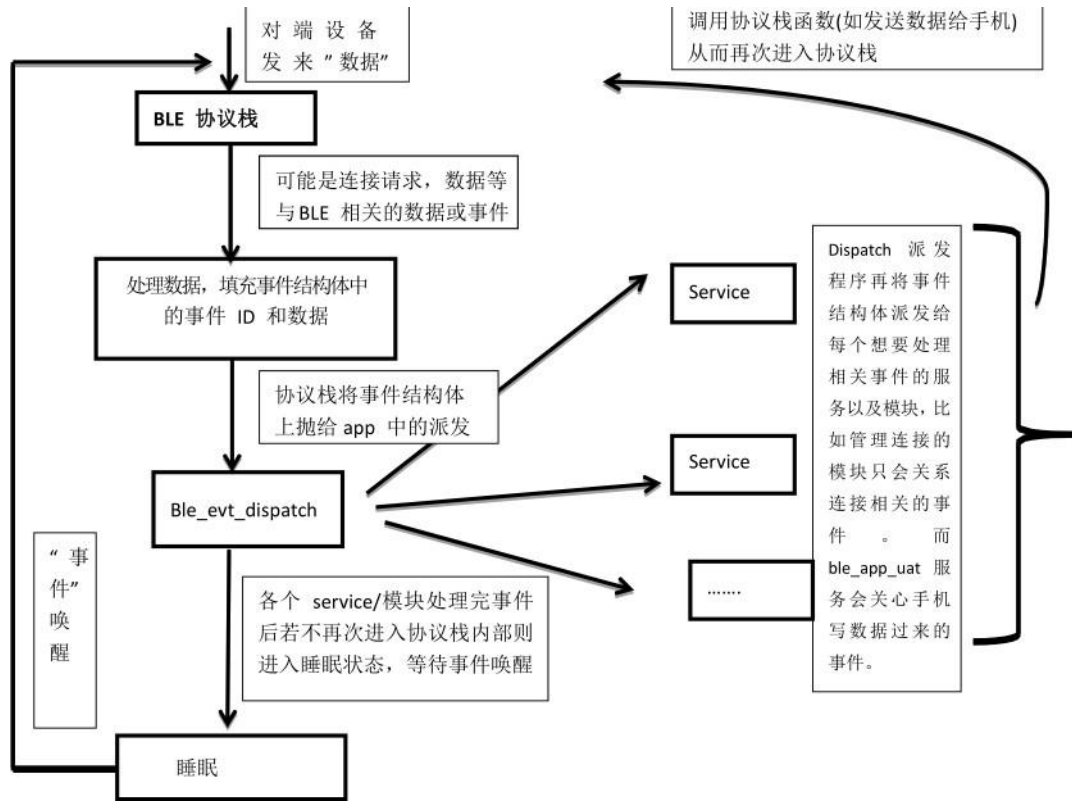 对 端 设 备
发 来 ” 数据”
调用协议栈函数(如发送数据给手机)
从而再次进入协议栈
BLE 协议栈
可能是连接请求，数据等
与BLE 相关的数据或事件
处理数据，填充事件结构体中
的事件 ID 和数据
协议栈将事件结构体
上抛给 app 中的派发
Ble_evt_dispatch
Service
Service
.......
Dispatch 派发
程序再将事件
结构体派发给
每个想要处理
相关事件的服
务以及模块，比
如管理连接的
模块只会关系
连接相关的事
件 。 而
ble_app_uat 服
务会关心手机
写数据过来的
事件。
“ 事
件”
唤
醒
各个 service/模块处理完事件
后若不再次进入协议栈内部则
进入睡眠状态，等待事件唤醒
睡眠